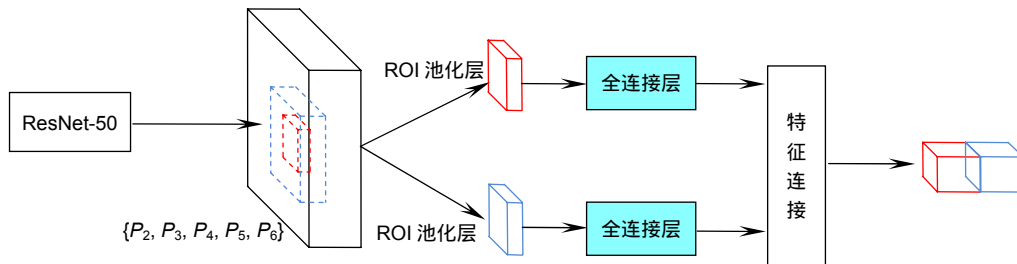 ResNet-50
{P2, P3, P4, P5, P6}
ROI 池化层
全连接层
ROI 池化层
全连接层
特
征
连
接